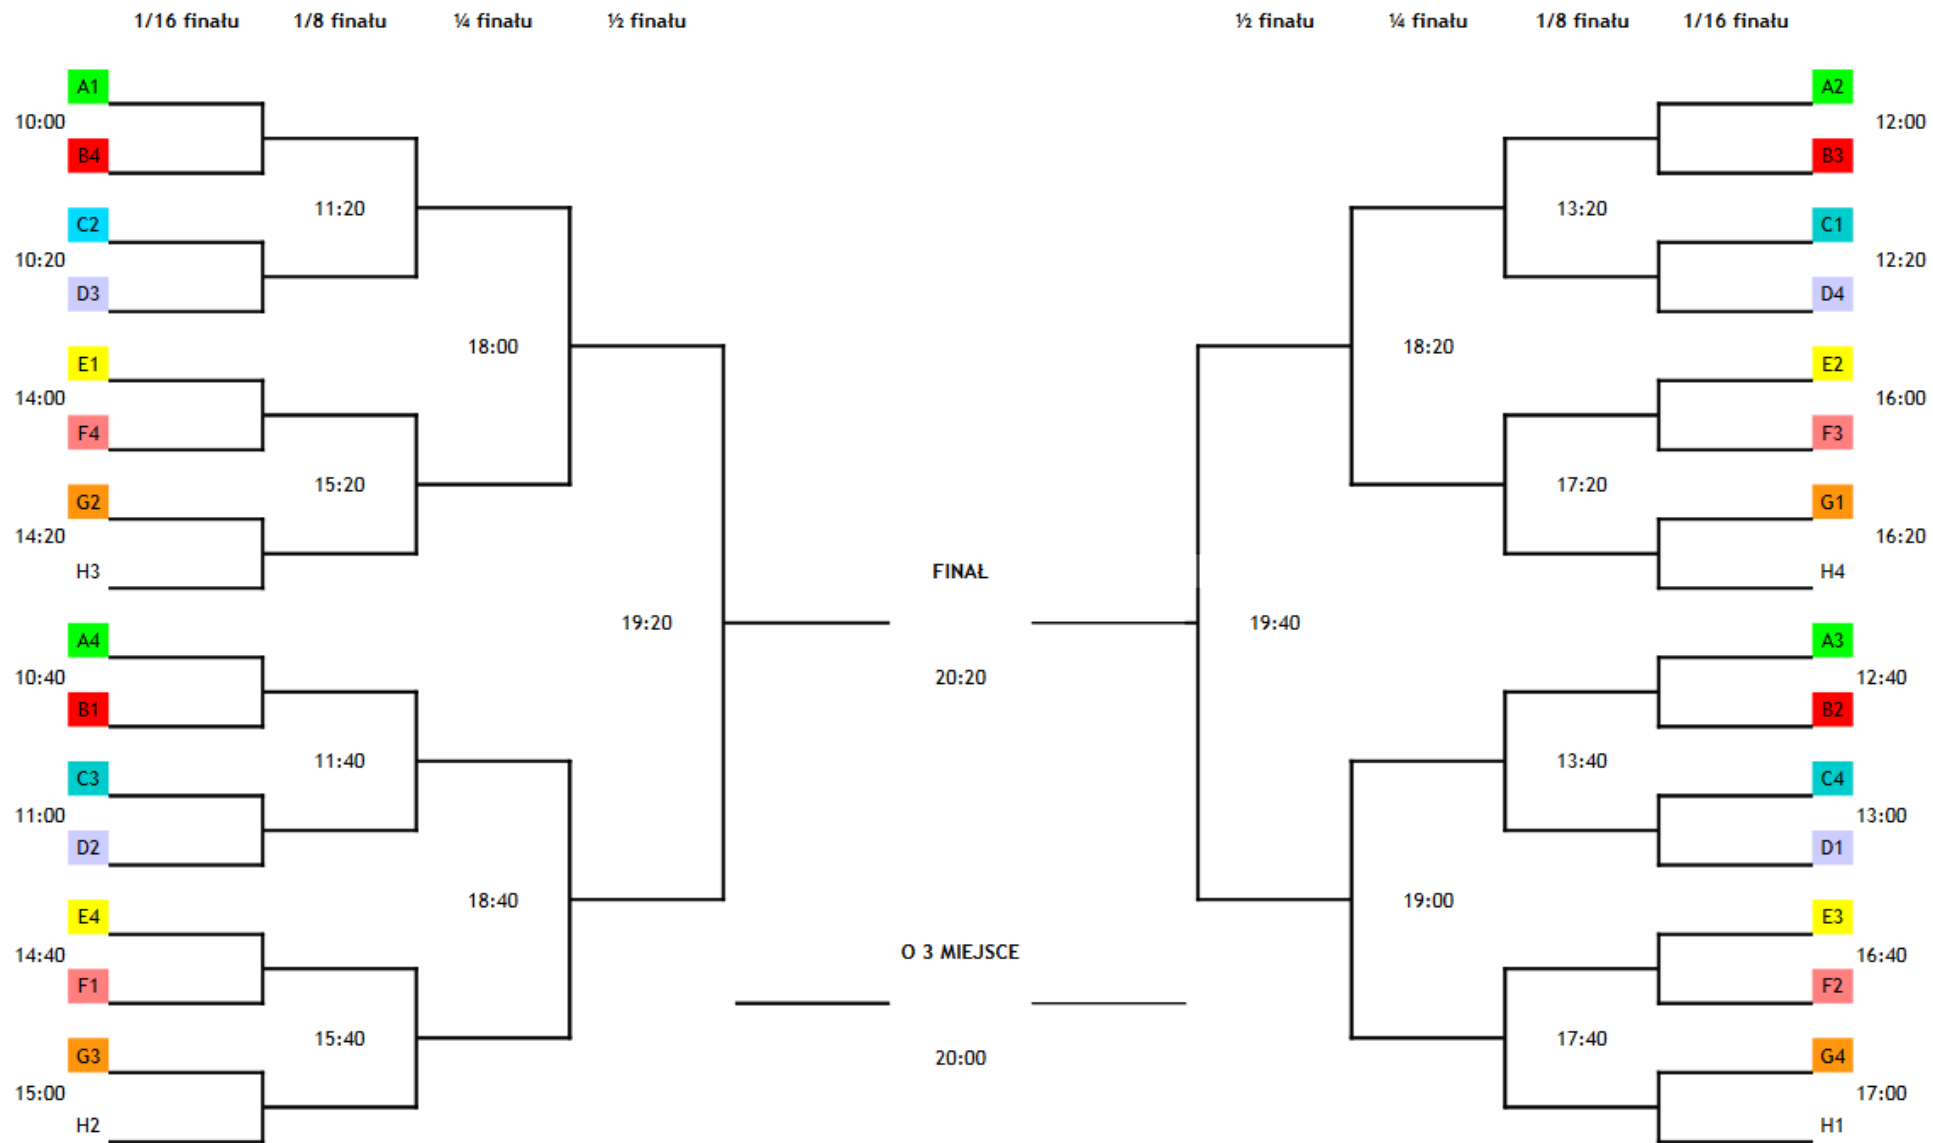 1/16 finału 1/8 finału ¼ finału ½ finału ½ finału ¼ finału 1/8 finału 1/16 finału
A1 A2
10:00 12:00
B4 B3
11:20 13:20
C2 C1
10:20 12:20
D3 D4
18:00 18:20
E1 E2
14:00 16:00
F4 F3
15:20 17:20
G2 G1
14:20 16:20
H3 FINAŁ H4
19:20 19:40
A4 A3
10:40 20:20 12:40
B1 B2
11:40 13:40
C3 C4
11:00 13:00
D2 D1
18:40 19:00
E4 E3
14:40 O 3 MIEJSCE 16:40
F1 F2
15:40 17:40
G3 20:00 G4
15:00 17:00
H2 H1